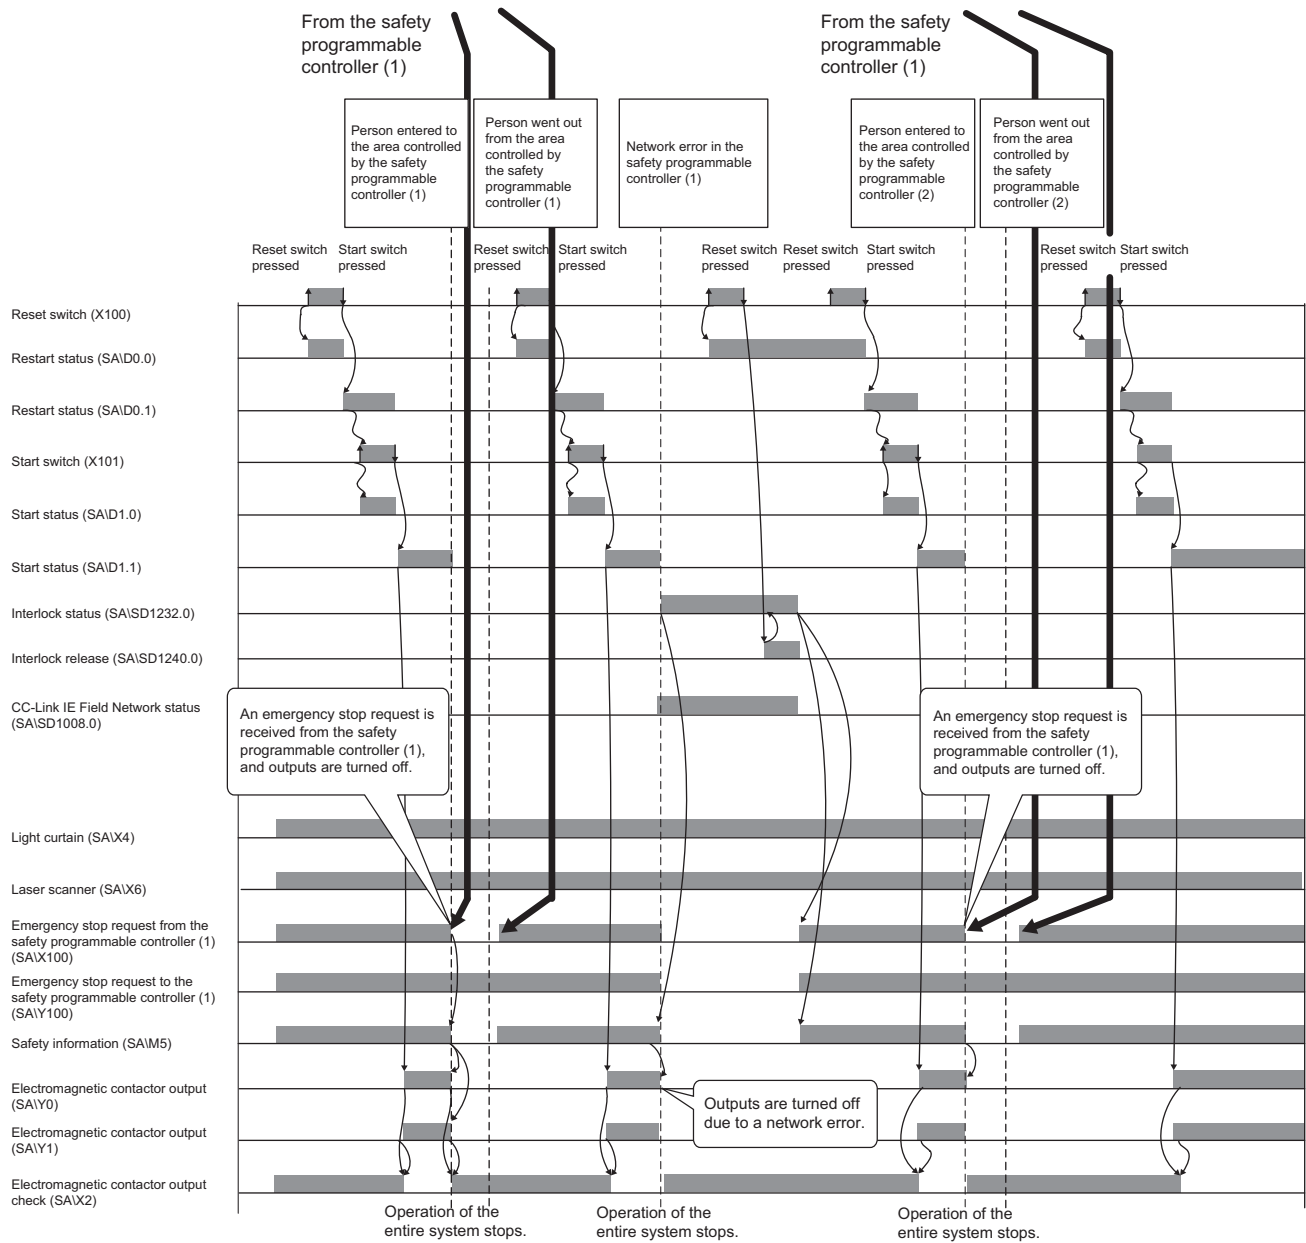 From the safety
programmable
controller (1)
From the safety
programmable
controller (1)
Person entered to
the area controlled
by the safety
programmable
controller (1)
Person went out
from the area
controlled by
the safety
programmable
controller (1)
Network error in the
safety programmable
controller (1)
Person entered to
the area controlled
by the safety
programmable
controller (2)
Person went out
from the area
controlled by
the safety
programmable
controller (2)
Reset switch
pressed
Start switch
pressed
Reset switch
pressed
Start switch
pressed
Reset switch
pressed
Reset switch
pressed
Start switch
pressed
Reset switch
pressed
Start switch
pressed
Reset switch (X100)
Restart status (SA\D0.0)
Restart status (SA\D0.1)
Start switch (X101)
Start status (SA\D1.0)
Start status (SA\D1.1)
Interlock status (SA\SD1232.0)
Interlock release (SA\SD1240.0)
CC-Link IE Field Network status
(SA\SD1008.0)
An emergency stop request is
received from the safety
programmable controller (1),
and outputs are turned off.
An emergency stop request is
received from the safety
programmable controller (1),
and outputs are turned off.
Light curtain (SA\X4)
Laser scanner (SA\X6)
Emergency stop request from the
safety programmable controller (1)
(SA\X100)
Emergency stop request to the
safety programmable controller (1)
(SA\Y100)
Safety information (SA\M5)
Electromagnetic contactor output
(SA\Y0)
Outputs are turned off
due to a network error.
Electromagnetic contactor output
(SA\Y1)
Electromagnetic contactor output
check (SA\X2)
Operation of the
entire system stops.
Operation of the
entire system stops.
Operation of the
entire system stops.